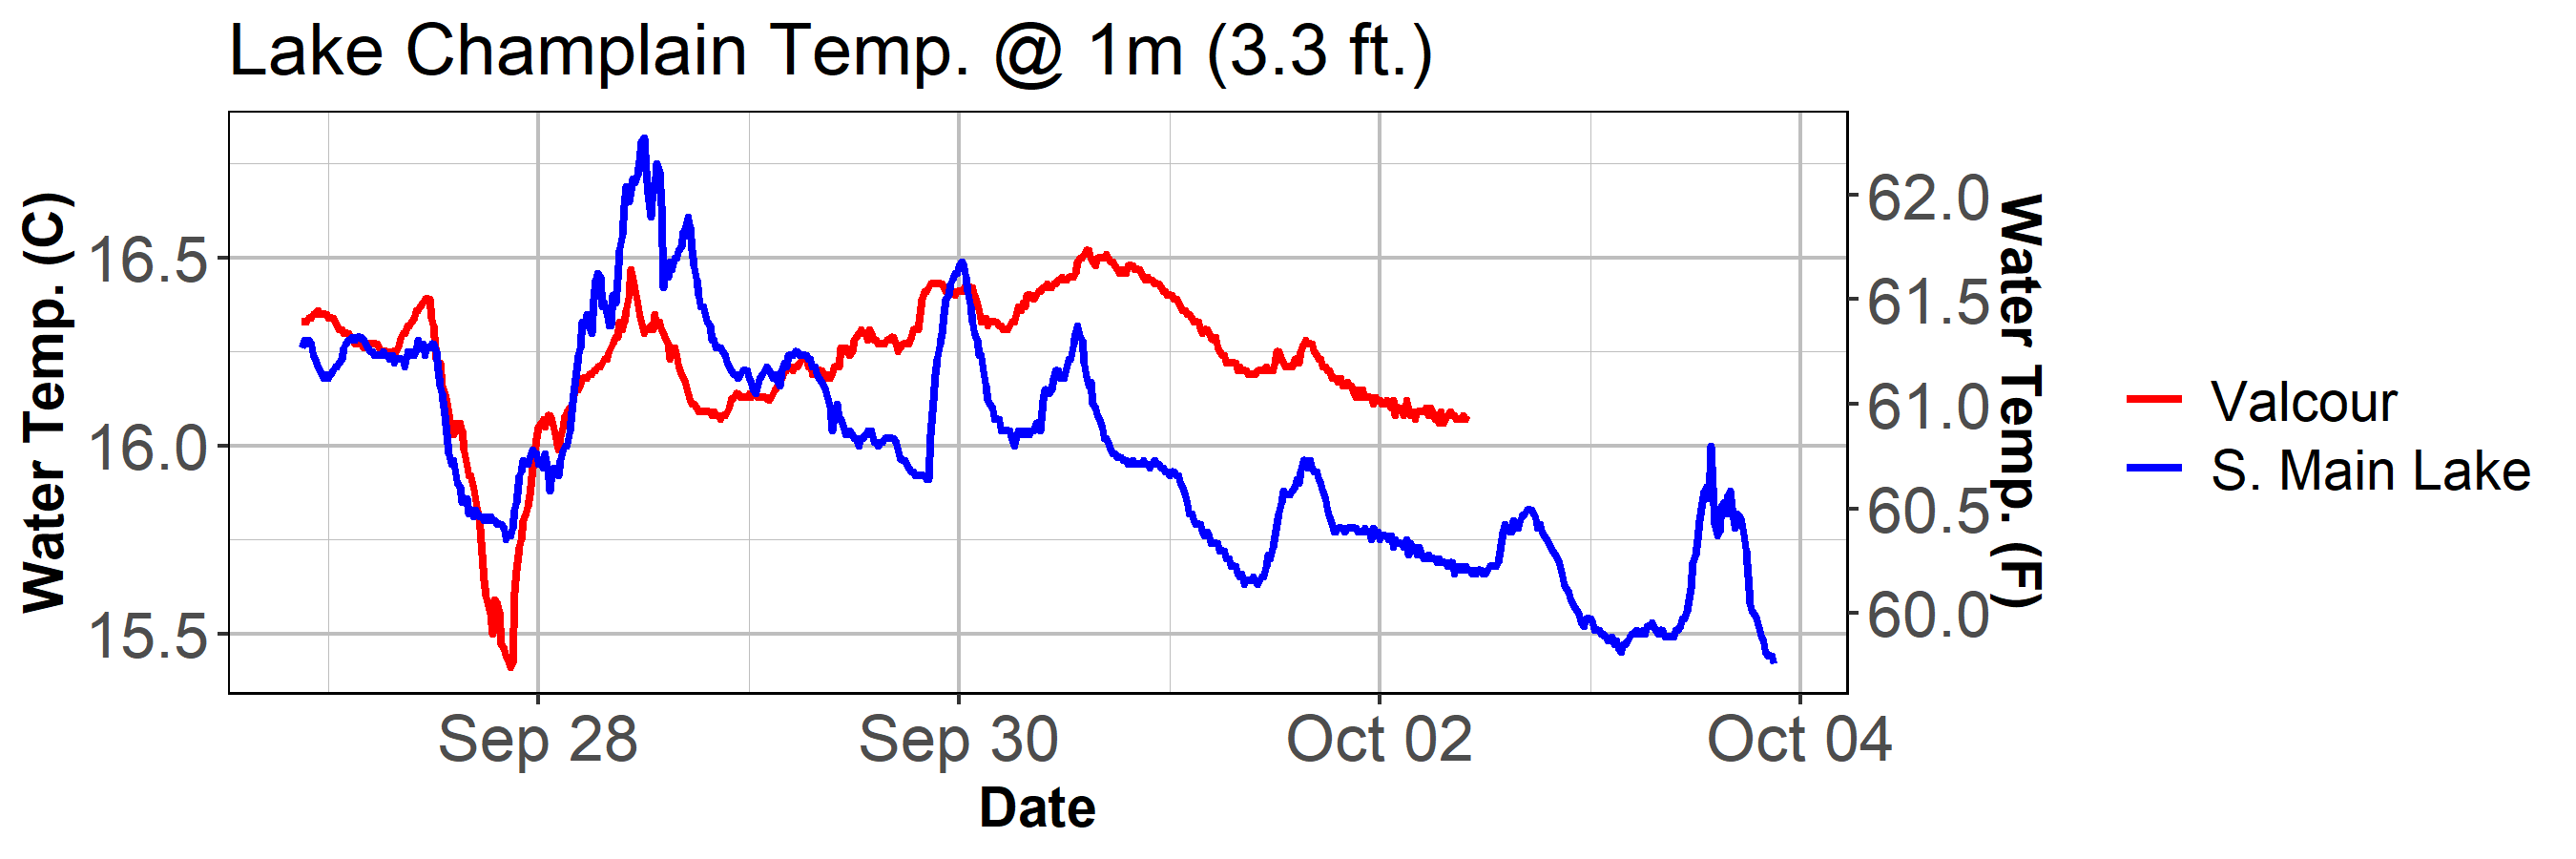 Lake Champlain Temp. @ 1m (3.3 ft.)
Water Temp. (C)
16.5
16.0
15.5
62.0
61.5
61.0
60.5
60.0
Water Temp. (F)
Sep 28
Sep 30
Oct 02
Oct 04
Date
Valcour
S. Main Lake